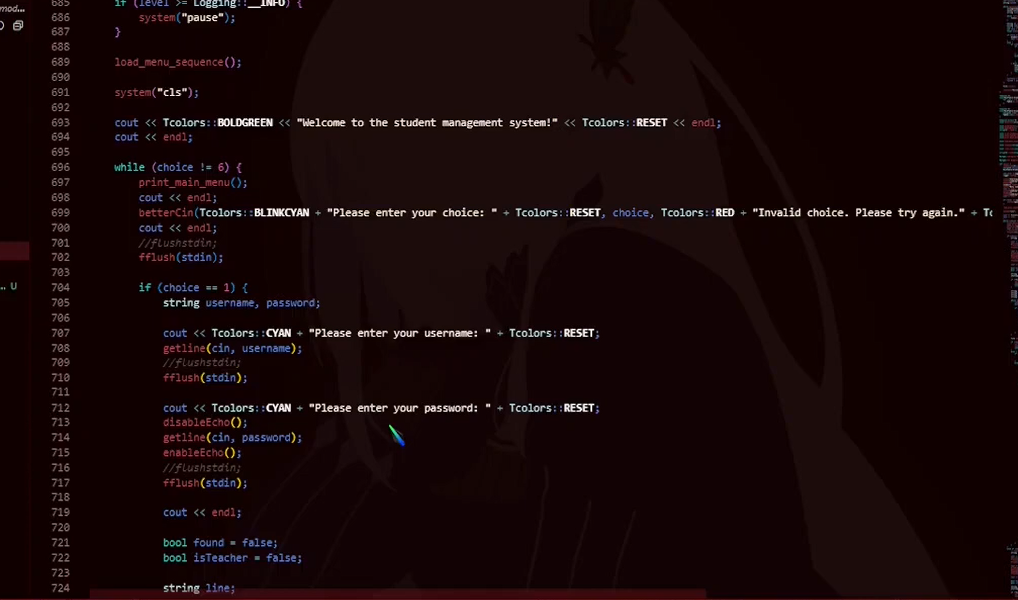 mod...
685 if (level >= Logging::__INFO) {
686 system("pause");
687 }
688
689 load_menu_sequence();
690
691 system("cls");
692
693 cout << Tcolors::BOLDGREEN << "Welcome to the student management system!" << Tcolors::RESET << endl;
694 cout << endl;
695
696 while (choice != 6) {
697 print_main_menu();
698 cout << endl;
699 betterCin(Tcolors::BLINKCYAN + "Please enter your choice: " + Tcolors::RESET, choice, Tcolors::RED + "Invalid choice. Please try again." + Tc
700 cout << endl;
701 //flushstdin;
702 fflush(stdin);
703
704 if (choice == 1) {
705 string username, password;
706
707 cout << Tcolors::CYAN + "Please enter your username: " + Tcolors::RESET;
708 getline(cin, username);
709 //flushstdin;
710 fflush(stdin);
711
712 cout << Tcolors::CYAN + "Please enter your password: " + Tcolors::RESET;
713 disableEcho();
714 getline(cin, password);
715 enableEcho();
716 //flushstdin;
717 fflush(stdin);
718
719 cout << endl;
720
721 bool found = false;
.. U
722 bool isTeacher = false;
723
724 string line;